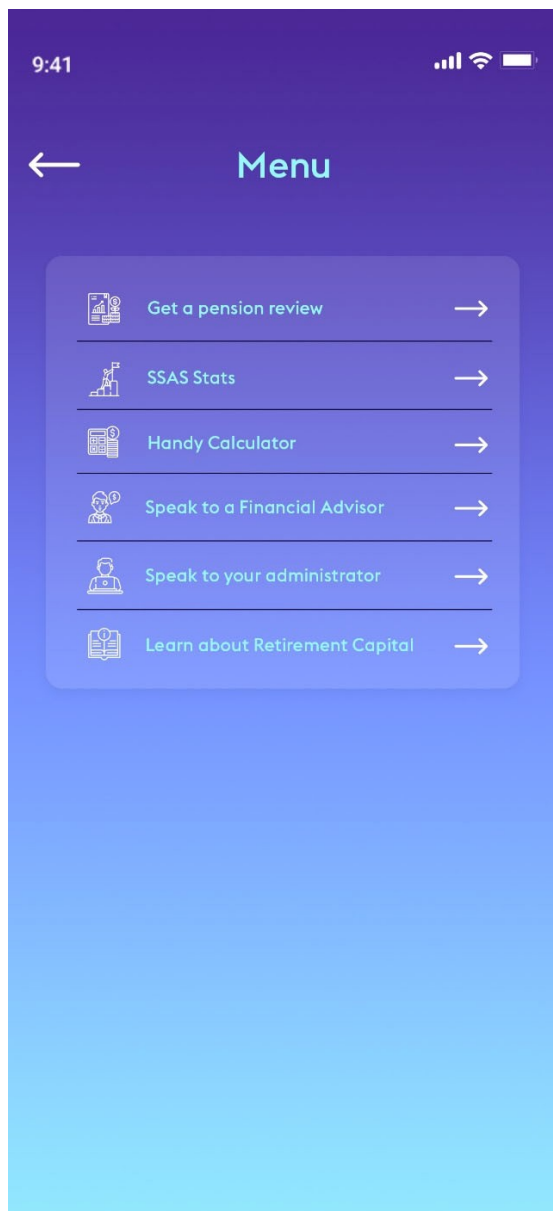 9:41
Menu
Get a pension review
SSAS Stats
Handy Calculator
Speak to a Financial Advisor
Speak to your administrator
Learn about Retirement Capital